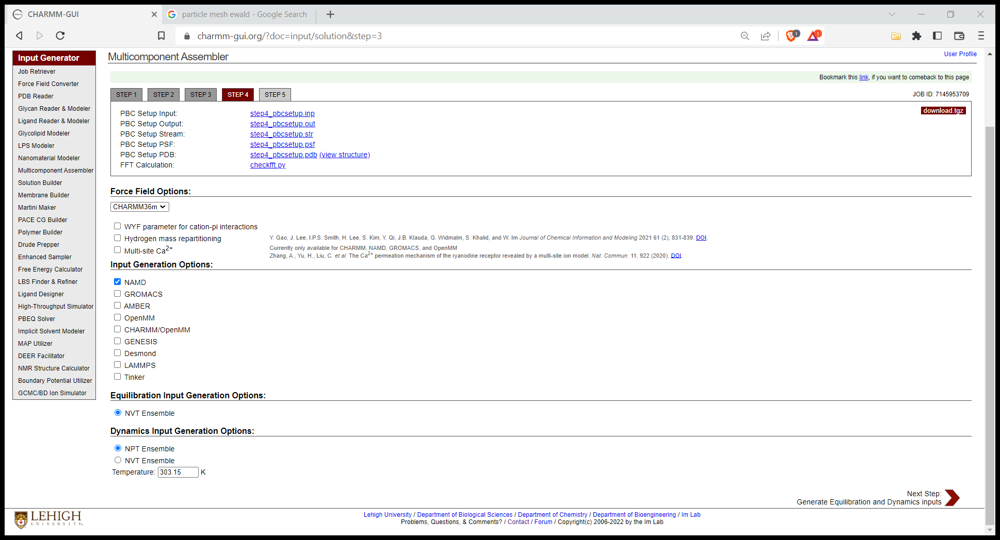 CHARMM-GUI
particle mesh ewald - Google Search
charmm-gui.org/?doc=input/solution&step=3
1
1
Input Generator
Job Retriever
Force Field Converter
PDB Reader
Glycan Reader & Modeler
Ligand Reader & Modeler
Glycolipid Modeler
LPS Modeler
Nanomaterial Modeler
Multicomponent Assembler
Solution Builder
Membrane Builder
Martini Maker
PACE CG Builder
Polymer Builder
Drude Prepper
Enhanced Sampler
Free Energy Calculator
LBS Finder & Refiner
Ligand Designer
High-Throughput Simulator
PBEQ Solver
Implicit Solvent Modeler
MAP Utilizer
DEER Facilitator
NMR Structure Calculator
Boundary Potential Utilizer
GCMC/BD Ion Simulator
Multicomponent Assembler
User Profile
Bookmark this link, if you want to comeback to this page
STEP 1 STEP 2 STEP 3 STEP 4 STEP 5
JOB ID: 7145953709
download.tgz
PBC Setup Input: step4_pbcsetup.inp
PBC Setup Output: step4_pbcsetup.out
PBC Setup Stream: step4_pbcsetup.str
PBC Setup PSF: step4_pbcsetup.psf
PBC Setup PDB: step4_pbcsetup.pdb (view structure)
FFT Calculation: checkfft.py
Force Field Options:
CHARMM36m
WYF parameter for cation-pi interactions
Hydrogen mass repartitioning Y. Gao, J. Lee, I.P.S. Smith, H. Lee, S. Kim, Y. Qi, J.B. Klauda, G. Widmalm, S. Khalid, and W. Im Journal of Chemical Information and Modeling 2021 61 (2), 831-839. DOI.
Multi-site Ca2+ Currently only available for CHARMM, NAMD, GROMACS, and OpenMM
Zhang, A., Yu, H., Liu, C. et al. The Ca2+ permeation mechanism of the ryanodine receptor revealed by a multi-site ion model. Nat. Commun. 11, 922 (2020). DOI.
Input Generation Options:
NAMD
GROMACS
AMBER
OpenMM
CHARMM/OpenMM
GENESIS
Desmond
LAMMPS
Tinker
Equilibration Input Generation Options:
NVT Ensemble
Dynamics Input Generation Options:
NPT Ensemble
NVT Ensemble
Temperature: 303.15 K
Next Step:
Generate Equilibration and Dynamics inputs
LEHIGH
UNIVERSITY.
Lehigh University / Department of Biological Sciences / Department of Chemistry / Department of Bioengineering / Im Lab
Problems, Questions, & Comments? / Contact / Forum / Copyright(c) 2006-2022 by the Im Lab